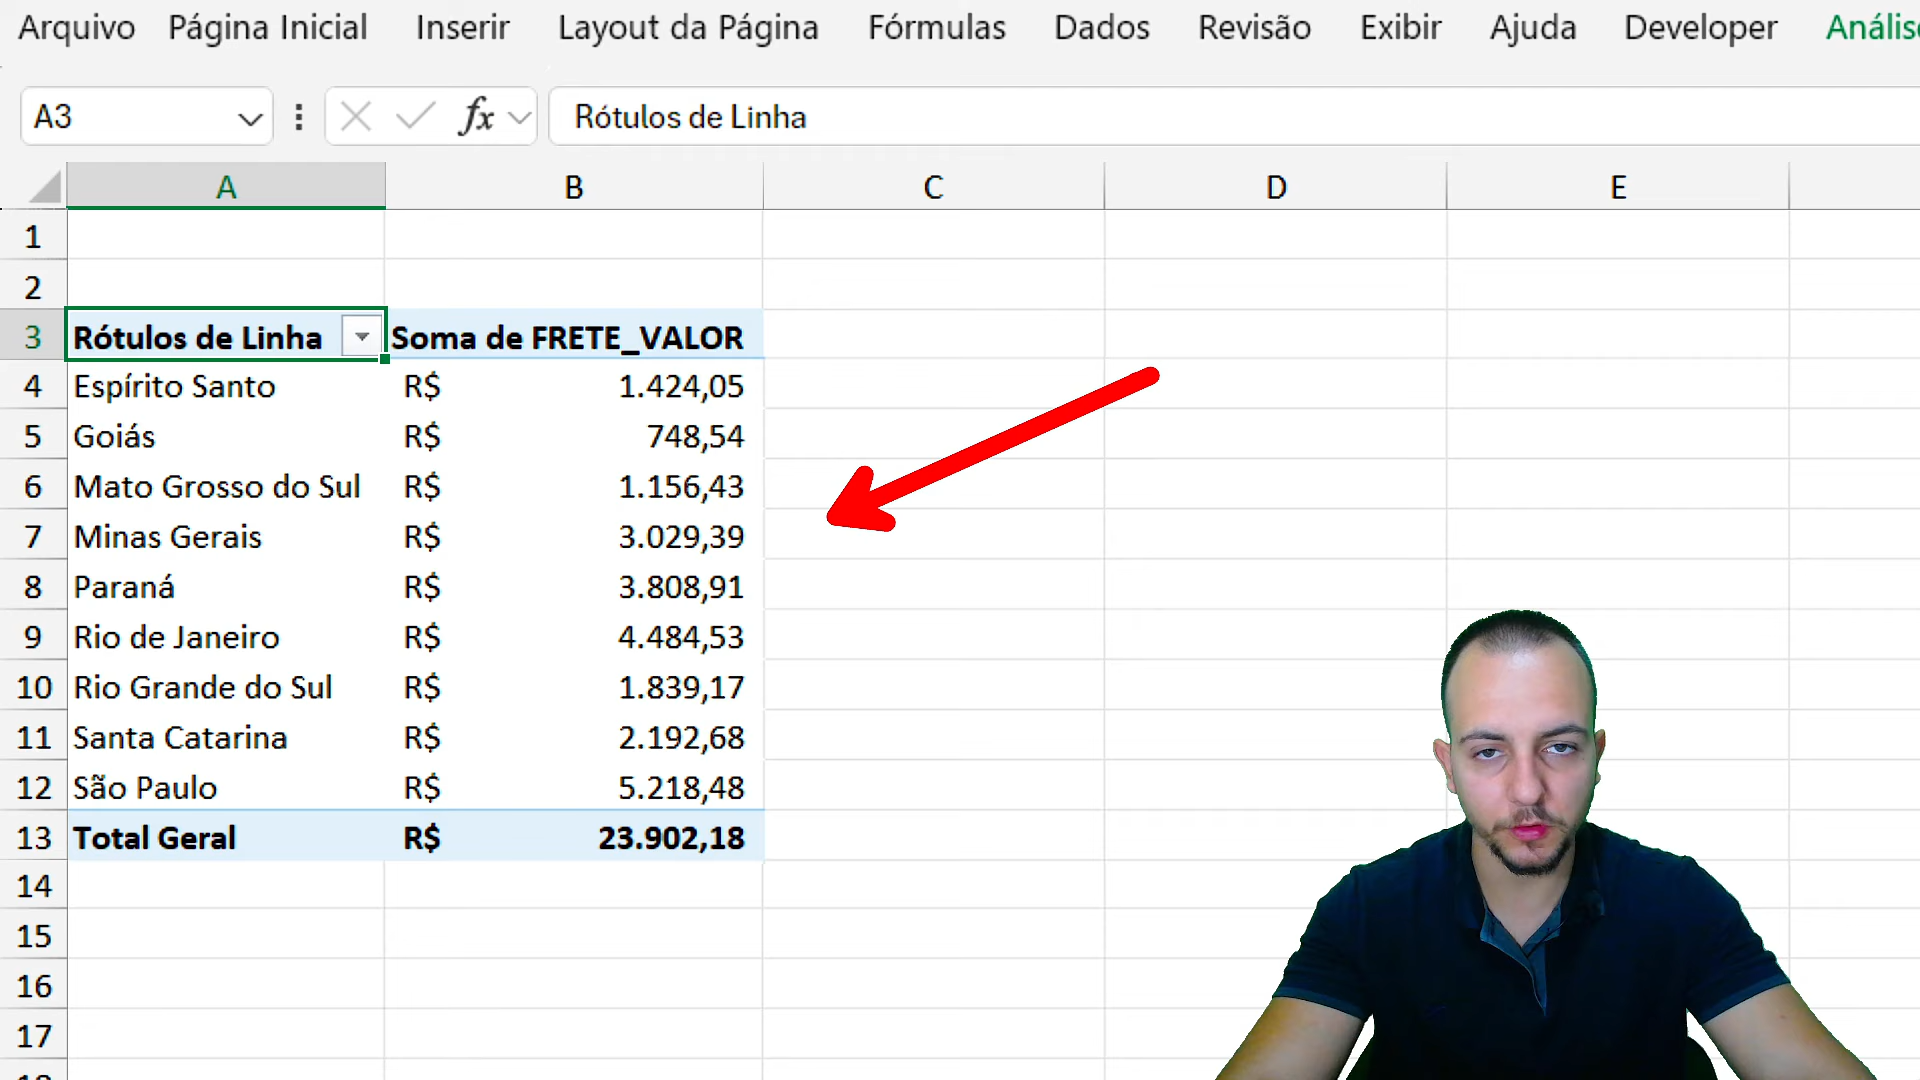 Arquivo Página Inicial Inserir Layout da Página Fórmulas Dados Revisão Exibir Ajuda Developer
A3 fx Rótulos de Linha
A B C D E
1
2
3 Rótulos de Linha Soma de FRETE_VALOR
4 Espírito Santo R$ 1.424,05
5 Goiás R$ 748,54
6 Mato Grosso do Sul R$ 1.156,43
7 Minas Gerais R$ 3.029,39
8 Paraná R$ 3.808,91
9 Rio de Janeiro R$ 4.484,53
10 Rio Grande do Sul R$ 1.839,17
11 Santa Catarina R$ 2.192,68
12 São Paulo R$ 5.218,48
13 Total Geral R$ 23.902,18
14
15
16
17